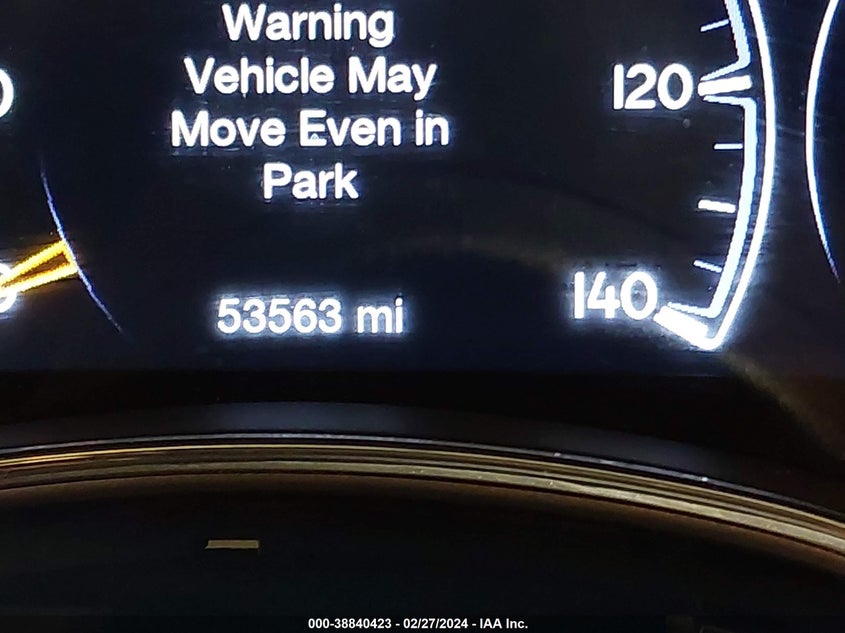 Warning
Vehicle May
Move Even in
Park
120
140
53563 mi
000-38840423 - 02/27/2024 - IAA Inc.